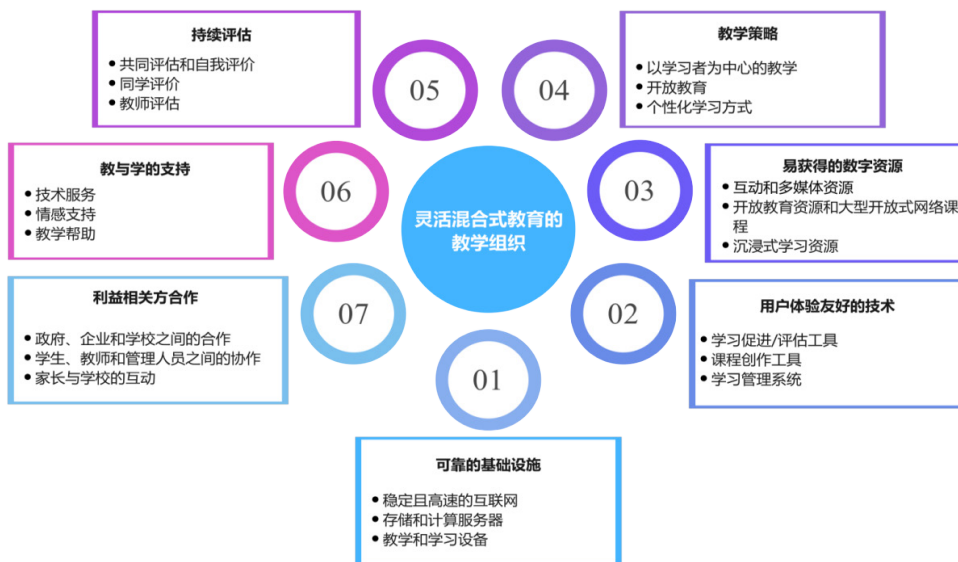 持续评估
共同评估和自我评价
同学评价
教师评估
05
04
教学策略
以学习者为中心的教学
开放教育
个性化学习方式
教与学的支持
技术服务
情感支持
教学帮助
06
灵活混合式教育的
教学组织
03
易获得的数字资源
互动和多媒体资源
开放教育资源和大型开放式网络课
程
沉浸式学习资源
利益相关方合作
政府、企业和学校之间的合作
学生、教师和管理人员之间的协作
家长与学校的互动
07
02
用户体验友好的技术
学习促进/评估工具
课程创作工具
学习管理系统
01
可靠的基础设施
稳定且高速的互联网
存储和计算服务器
教学和学习设备